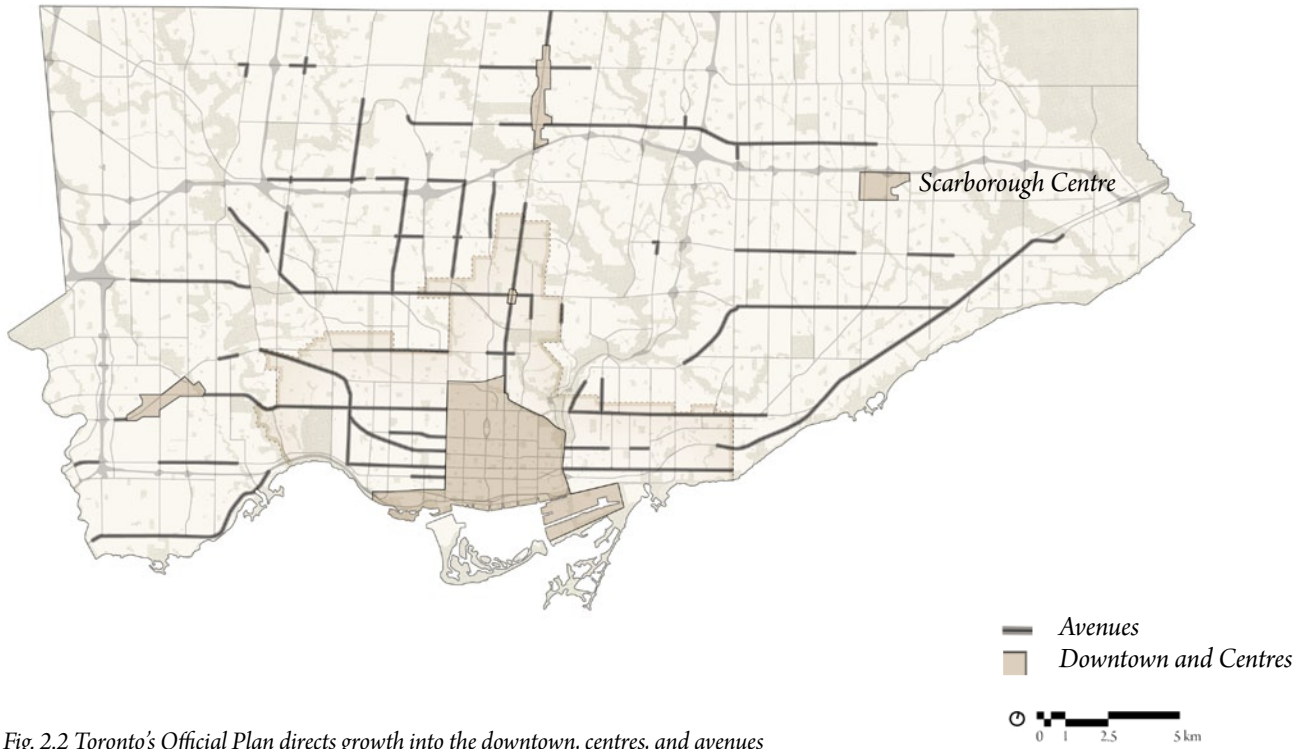 Scarborough Centre
Avenues
Downtown and Centres
0 1 2.5 5 km
Fig. 2.2 Toronto's Official Plan directs growth into the downtown, centres, and avenues